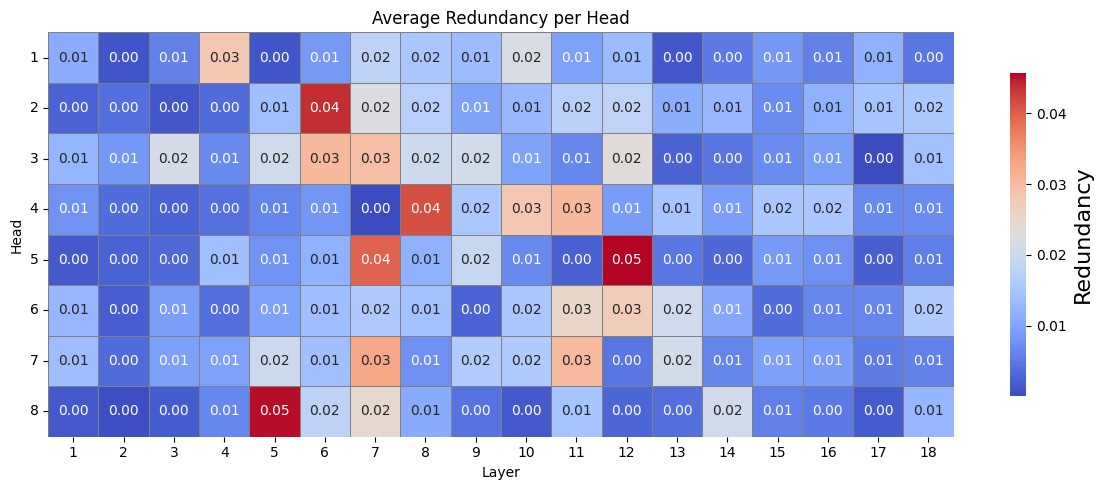 Average Redundancy per Head
1 0.01 0.00 0.01 0.03 0.00 0.01 0.02 0.02 0.01 0.02 0.01 0.01 0.00 0.00 0.01 0.01 0.01 0.00
2 0.00 0.00 0.00 0.00 0.01 0.04 0.02 0.02 0.01 0.01 0.02 0.02 0.01 0.01 0.01 0.01 0.01 0.02
3 0.01 0.01 0.02 0.01 0.02 0.03 0.03 0.02 0.02 0.01 0.01 0.02 0.00 0.00 0.01 0.01 0.00 0.01
4 0.01 0.00 0.00 0.00 0.01 0.01 0.00 0.04 0.02 0.03 0.03 0.01 0.01 0.01 0.02 0.02 0.01 0.01
5 0.00 0.00 0.00 0.01 0.01 0.01 0.04 0.01 0.02 0.01 0.00 0.05 0.00 0.00 0.01 0.01 0.00 0.01
6 0.01 0.00 0.01 0.00 0.01 0.01 0.02 0.01 0.00 0.02 0.03 0.03 0.02 0.01 0.00 0.01 0.01 0.02
7 0.01 0.00 0.01 0.01 0.02 0.01 0.03 0.01 0.02 0.02 0.03 0.00 0.02 0.01 0.01 0.01 0.01 0.01
8 0.00 0.00 0.00 0.01 0.05 0.02 0.02 0.01 0.00 0.00 0.01 0.00 0.00 0.02 0.01 0.00 0.00 0.01
1 2 3 4 5 6 7 8 9 10 11 12 13 14 15 16 17 18
Layer
Head
0.04
0.03
0.02
0.01
Redundancy